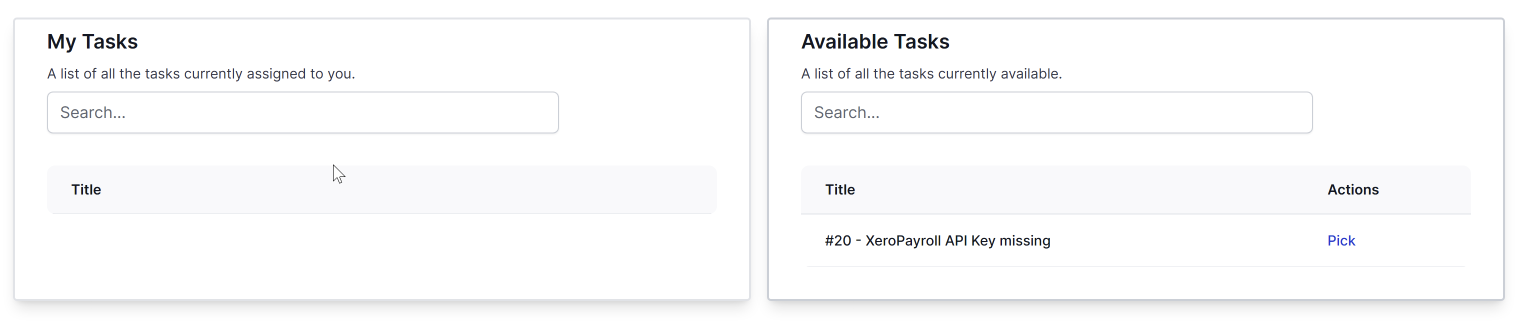 My Tasks
A list of all the tasks currently assigned to you.
Search...
Title
Available Tasks
A list of all the tasks currently available.
Search...
Title Actions
#20 - XeroPayroll API Key missing Pick